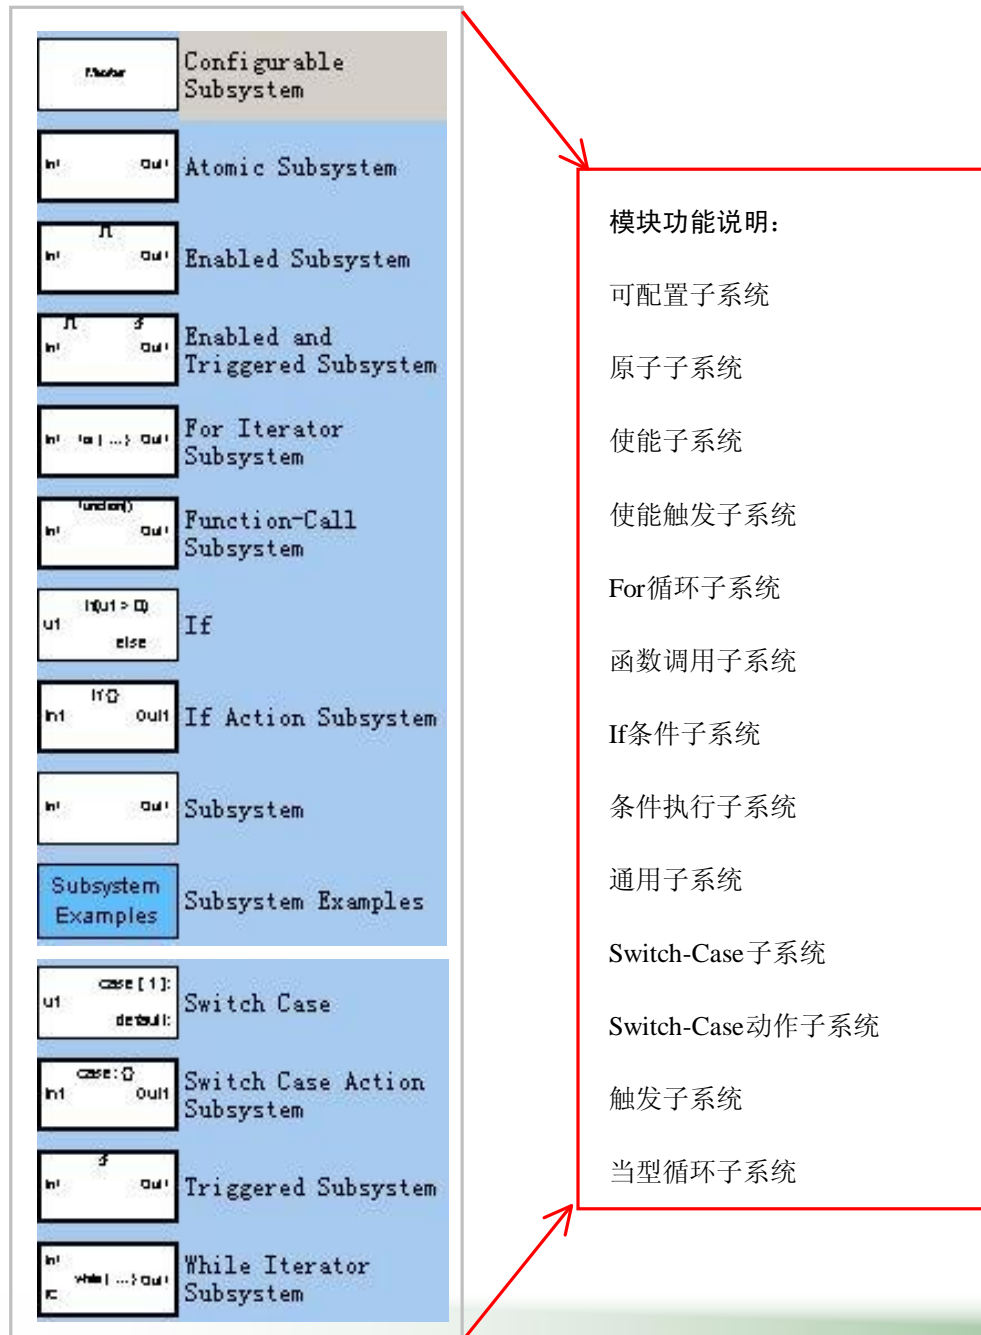 Configurable
Subsystem
In1 Out1
Atomic Subsystem
In1 Out1
Enabled Subsystem
In1 Out1
Enabled and
Triggered Subsystem
In1 for { ... } Out1
For Iterator
Subsystem
function()
In1 Out1
Function-Call
Subsystem
if(u1 > 0)
u1
else
If
if {}
In1 Out1
If Action Subsystem
In1 Out1
Subsystem
Subsystem
Examples
Subsystem Examples
case [ 1 ]:
u1
default:
Switch Case
case: {}
In1 Out1
Switch Case Action
Subsystem
In1 Out1
Triggered Subsystem
In1
while { ... } Out1
IC
While Iterator
Subsystem
模块功能说明：
可配置子系统
原子子系统
使能子系统
使能触发子系统
For循环子系统
函数调用子系统
If条件子系统
条件执行子系统
通用子系统
Switch-Case子系统
Switch-Case动作子系统
触发子系统
当型循环子系统